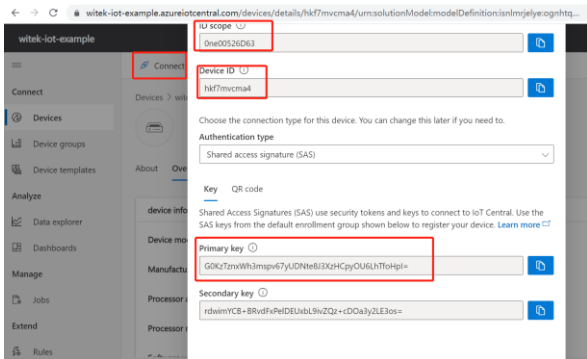 witek-iot-example.azureiotcentral.com/devices/details/hkf7mvcma4/urn:solutionModel:modelDefinition:isnlmrjelye:ognhtq...
witek-iot-example
Connect
Devices
Device groups
Device templates
Analyze
Data explorer
Dashboards
Manage
Jobs
Extend
Rules
Connect
Devices > wite
About Ove
device info
Device mod
Manufactu
Processor a
Processor m
ID scope
0ne00526D63
Device ID
hkf7mvcma4
Choose the connection type for this device. You can change this later if you need to.
Authentication type
Shared access signature (SAS)
Key QR code
Shared Access Signatures (SAS) use security tokens and keys to connect to IoT Central. Use the
SAS keys from the default enrollment group shown below to register your device. Learn more
Primary key
G0KzTznxWh3mspv67yUDNte8J3XzHCpyOU6LhTfoHpI=
Secondary key
rdwimYCB+BRvdFxPelDEUxbL9ivZQz+cDOa3y2LE3os=